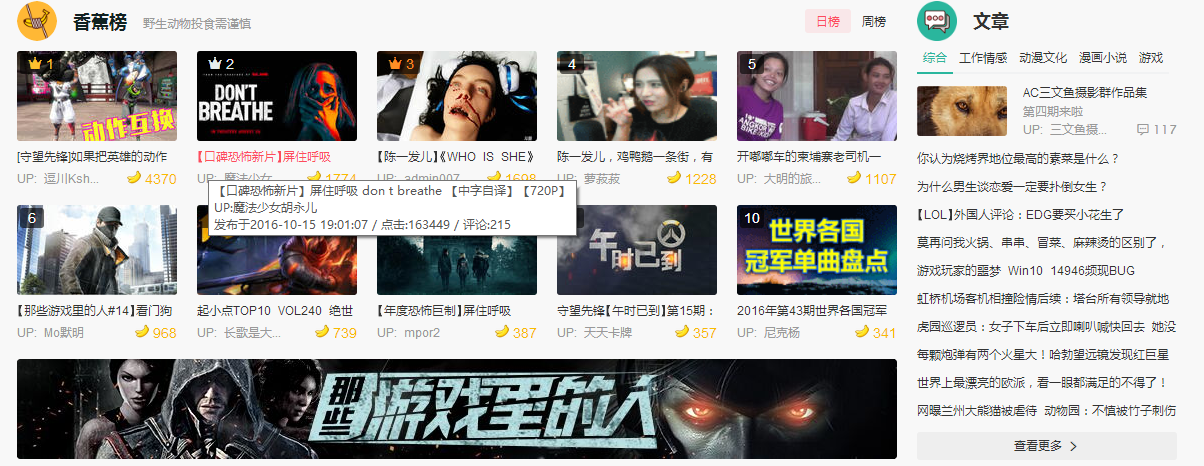 香蕉榜 野生动物投食需谨慎 日榜 周榜
1 2 3 4 5
动作互换
DON'T
BREATHE
[守望先锋]如果把英雄的动作
UP: 逗川Ksh... 4370
【口碑恐怖新片】屏住呼吸
UP: 魔法少女 1774
【陈一发儿】《WHO IS SHE》
UP: admin007 1698
陈一发儿，鸡鸭鹅一条街，有
UP: 萝莪莪 1228
开嘟嘟车的柬埔寨老司机一
UP: 大明的旅... 1107
【口碑恐怖新片】屏住呼吸 don t breathe 【中字自译】【720P】
UP:魔法少女胡永儿
发布于2016-10-15 19:01:07 / 点击:163449 / 评论:215
6 10
午时已到
世界各国
冠军单曲盘点
【那些游戏里的人#14】看门狗
UP: Mo默明 968
起小点TOP10 VOL240 绝世
UP: 长歌是大... 739
【年度恐怖巨制】屏住呼吸
UP: mpor2 387
守望先锋【午时已到】第15期：
UP: 天天卡牌 357
2016年第43期世界各国冠军
UP: 尼克杨 341
那些游戏里的人
文章
综合 工作情感 动漫文化 漫画小说 游戏
AC三文鱼摄影群作品集
第四期来啦
UP: 三文鱼摄... 117
你认为烧烤界地位最高的素菜是什么？
为什么男生谈恋爱一定要扑倒女生？
【LOL】外国人评论：EDG要买小花生了
莫再问我火锅、串串、冒菜、麻辣烫的区别了，
游戏玩家的噩梦 Win10 14946频现BUG
虹桥机场客机相撞险情后续：塔台所有领导就地
虎园巡逻员：女子下车后立即喇叭喊快回去 她没
每颗炮弹有两个火星大！哈勃望远镜发现红巨星
世界上最漂亮的欧派，看一眼都满足的不得了！
网曝兰州大熊猫被虐待 动物园：不慎被竹子刺伤
查看更多